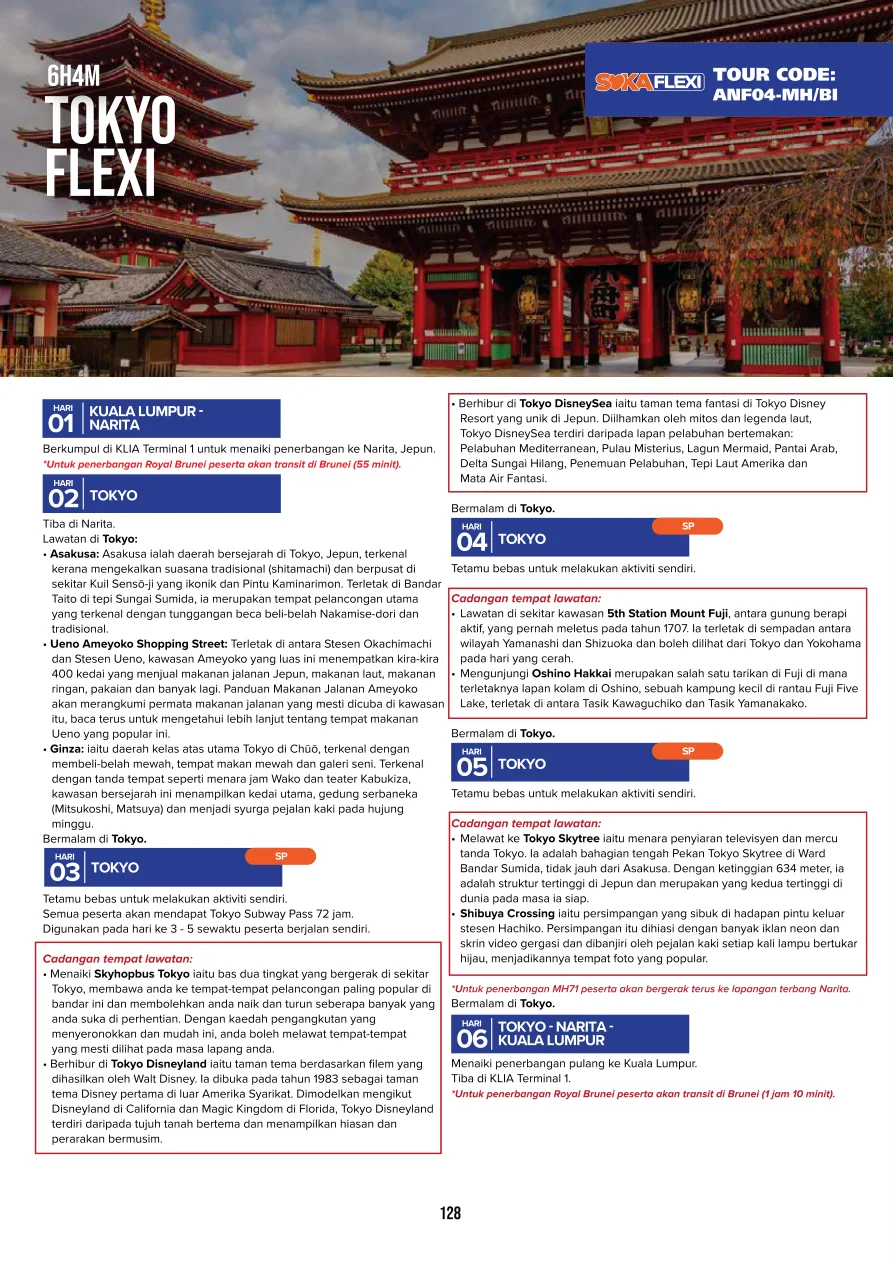 6H4M
TOKYO
FLEXI
SUKA FLEXI
TOUR CODE:
ANF04-MH/BI
HARI
01
KUALA LUMPUR -
NARITA
Berkumpul di KLIA Terminal 1 untuk menaiki penerbangan ke Narita, Jepun.
*Untuk penerbangan Royal Brunei peserta akan transit di Brunei (55 minit).
HARI
02
TOKYO
Tiba di Narita.
Lawatan di Tokyo:
• Asakusa: Asakusa ialah daerah bersejarah di Tokyo, Jepun, terkenal
kerana mengekalkan suasana tradisional (shitamachi) dan berpusat di
sekitar Kuil Sensō-ji yang ikonik dan Pintu Kaminarimon. Terletak di Bandar
Taito di tepi Sungai Sumida, ia merupakan tempat pelancongan utama
yang terkenal dengan tunggangan beca beli-belah Nakamise-dori dan
tradisional.
• Ueno Ameyoko Shopping Street: Terletak di antara Stesen Okachimachi
dan Stesen Ueno, kawasan Ameyoko yang luas ini menempatkan kira-kira
400 kedai yang menjual makanan jalanan Jepun, makanan laut, makanan
ringan, pakaian dan banyak lagi. Panduan Makanan Jalanan Ameyoko
akan merangkumi permata makanan jalanan yang mesti dicuba di kawasan
itu, baca terus untuk mengetahui lebih lanjut tentang tempat makanan
Ueno yang popular ini.
• Ginza: iaitu daerah kelas atas utama Tokyo di Chūō, terkenal dengan
membeli-belah mewah, tempat makan mewah dan galeri seni. Terkenal
dengan tanda tempat seperti menara jam Wako dan teater Kabukiza,
kawasan bersejarah ini menampilkan kedai utama, gedung serbaneka
(Mitsukoshi, Matsuya) dan menjadi syurga pejalan kaki pada hujung
minggu.
Bermalam di Tokyo.
HARI
03
TOKYO
SP
Tetamu bebas untuk melakukan aktiviti sendiri.
Semua peserta akan mendapat Tokyo Subway Pass 72 jam.
Digunakan pada hari ke 3 - 5 sewaktu peserta berjalan sendiri.
Cadangan tempat lawatan:
• Menaiki Skyhopbus Tokyo iaitu bas dua tingkat yang bergerak di sekitar
Tokyo, membawa anda ke tempat-tempat pelancongan paling popular di
bandar ini dan membolehkan anda naik dan turun seberapa banyak yang
anda suka di perhentian. Dengan kaedah pengangkutan yang
menyeronokkan dan mudah ini, anda boleh melawat tempat-tempat
yang mesti dilihat pada masa lapang anda.
• Berhibur di Tokyo Disneyland iaitu taman tema berdasarkan filem yang
dihasilkan oleh Walt Disney. Ia dibuka pada tahun 1983 sebagai taman
tema Disney pertama di luar Amerika Syarikat. Dimodelkan mengikut
Disneyland di California dan Magic Kingdom di Florida, Tokyo Disneyland
terdiri daripada tujuh tanah bertema dan menampilkan hiasan dan
perarakan bermusim.
• Berhibur di Tokyo DisneySea iaitu taman tema fantasi di Tokyo Disney
Resort yang unik di Jepun. Diilhamkan oleh mitos dan legenda laut,
Tokyo DisneySea terdiri daripada lapan pelabuhan bertemakan:
Pelabuhan Mediterranean, Pulau Misterius, Lagun Mermaid, Pantai Arab,
Delta Sungai Hilang, Penemuan Pelabuhan, Tepi Laut Amerika dan
Mata Air Fantasi.
Bermalam di Tokyo.
HARI
04
TOKYO
SP
Tetamu bebas untuk melakukan aktiviti sendiri.
Cadangan tempat lawatan:
• Lawatan di sekitar kawasan 5th Station Mount Fuji, antara gunung berapi
aktif, yang pernah meletus pada tahun 1707. Ia terletak di sempadan antara
wilayah Yamanashi dan Shizuoka dan boleh dilihat dari Tokyo dan Yokohama
pada hari yang cerah.
• Mengunjungi Oshino Hakkai merupakan salah satu tarikan di Fuji di mana
terletaknya lapan kolam di Oshino, sebuah kampung kecil di rantau Fuji Five
Lake, terletak di antara Tasik Kawaguchiko dan Tasik Yamanakako.
Bermalam di Tokyo.
HARI
05
TOKYO
SP
Tetamu bebas untuk melakukan aktiviti sendiri.
Cadangan tempat lawatan:
• Melawat ke Tokyo Skytree iaitu menara penyiaran televisyen dan mercu
tanda Tokyo. Ia adalah bahagian tengah Pekan Tokyo Skytree di Ward
Bandar Sumida, tidak jauh dari Asakusa. Dengan ketinggian 634 meter, ia
adalah struktur tertinggi di Jepun dan merupakan yang kedua tertinggi di
dunia pada masa ia siap.
• Shibuya Crossing iaitu persimpangan yang sibuk di hadapan pintu keluar
stesen Hachiko. Persimpangan itu dihiasi dengan banyak iklan neon dan
skrin video gergasi dan dibanjiri oleh pejalan kaki setiap kali lampu bertukar
hijau, menjadikannya tempat foto yang popular.
*Untuk penerbangan MH71 peserta akan bergerak terus ke lapangan terbang Narita.
Bermalam di Tokyo.
HARI
06
TOKYO - NARITA -
KUALA LUMPUR
Menaiki penerbangan pulang ke Kuala Lumpur.
Tiba di KLIA Terminal 1.
*Untuk penerbangan Royal Brunei peserta akan transit di Brunei (1 jam 10 minit).
128